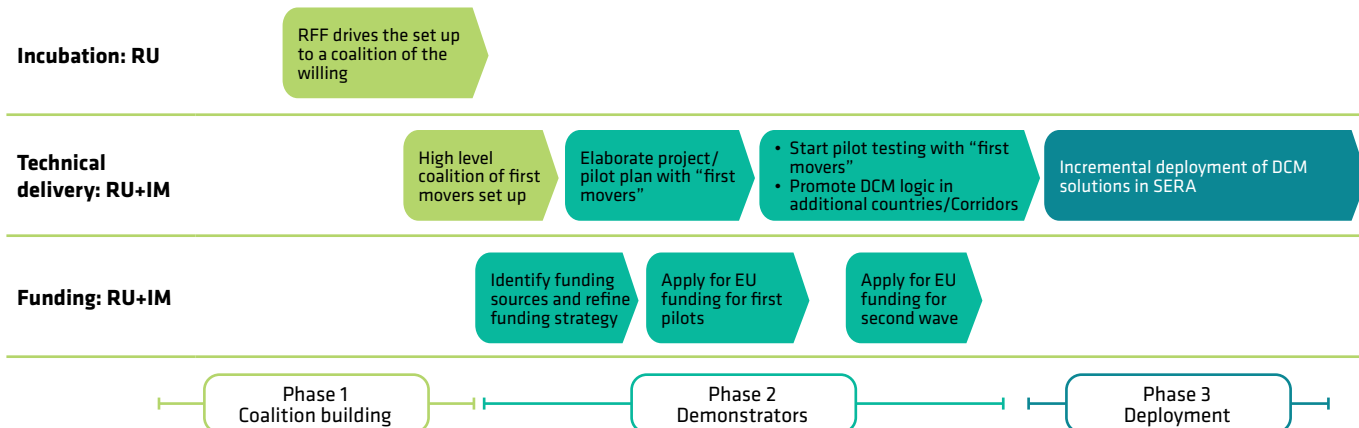 Incubation: RU
RFF drives the set up
to a coalition of the
willing
Technical
delivery: RU+IM
High level
coalition of first
movers set up
Elaborate project/
pilot plan with “first
movers”
• Start pilot testing with “first
movers”
• Promote DCM logic in
additional countries/Corridors
Incremental deployment of DCM
solutions in SERA
Funding: RU+IM
Identify funding
sources and refine
funding strategy
Apply for EU
funding for first
pilots
Apply for EU
funding for
second wave
Phase 1
Coalition building
Phase 2
Demonstrators
Phase 3
Deployment